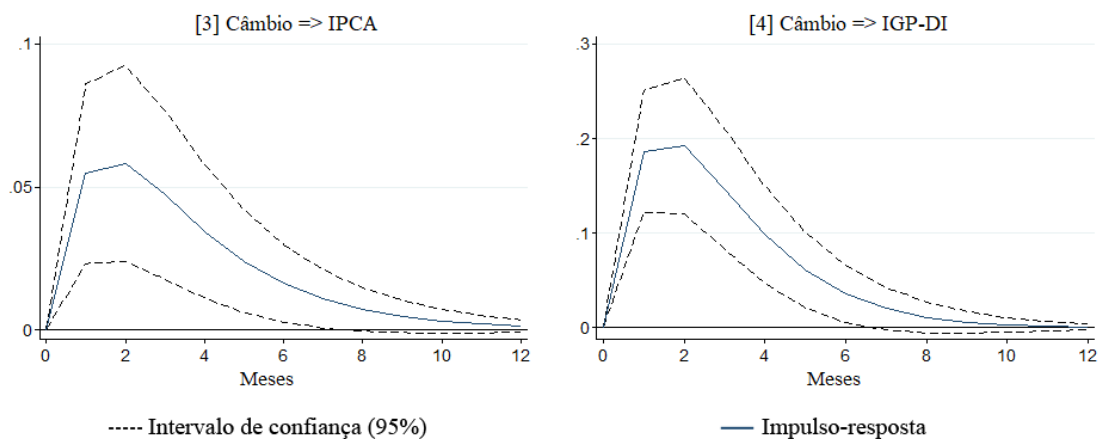 [3] Câmbio => IPCA
.1
.05
0
0 2 4 6 8 10 12
Meses
[4] Câmbio => IGP-DI
.3
.2
.1
0
0 2 4 6 8 10 12
Meses
Intervalo de confiança (95%)
Impulso-resposta